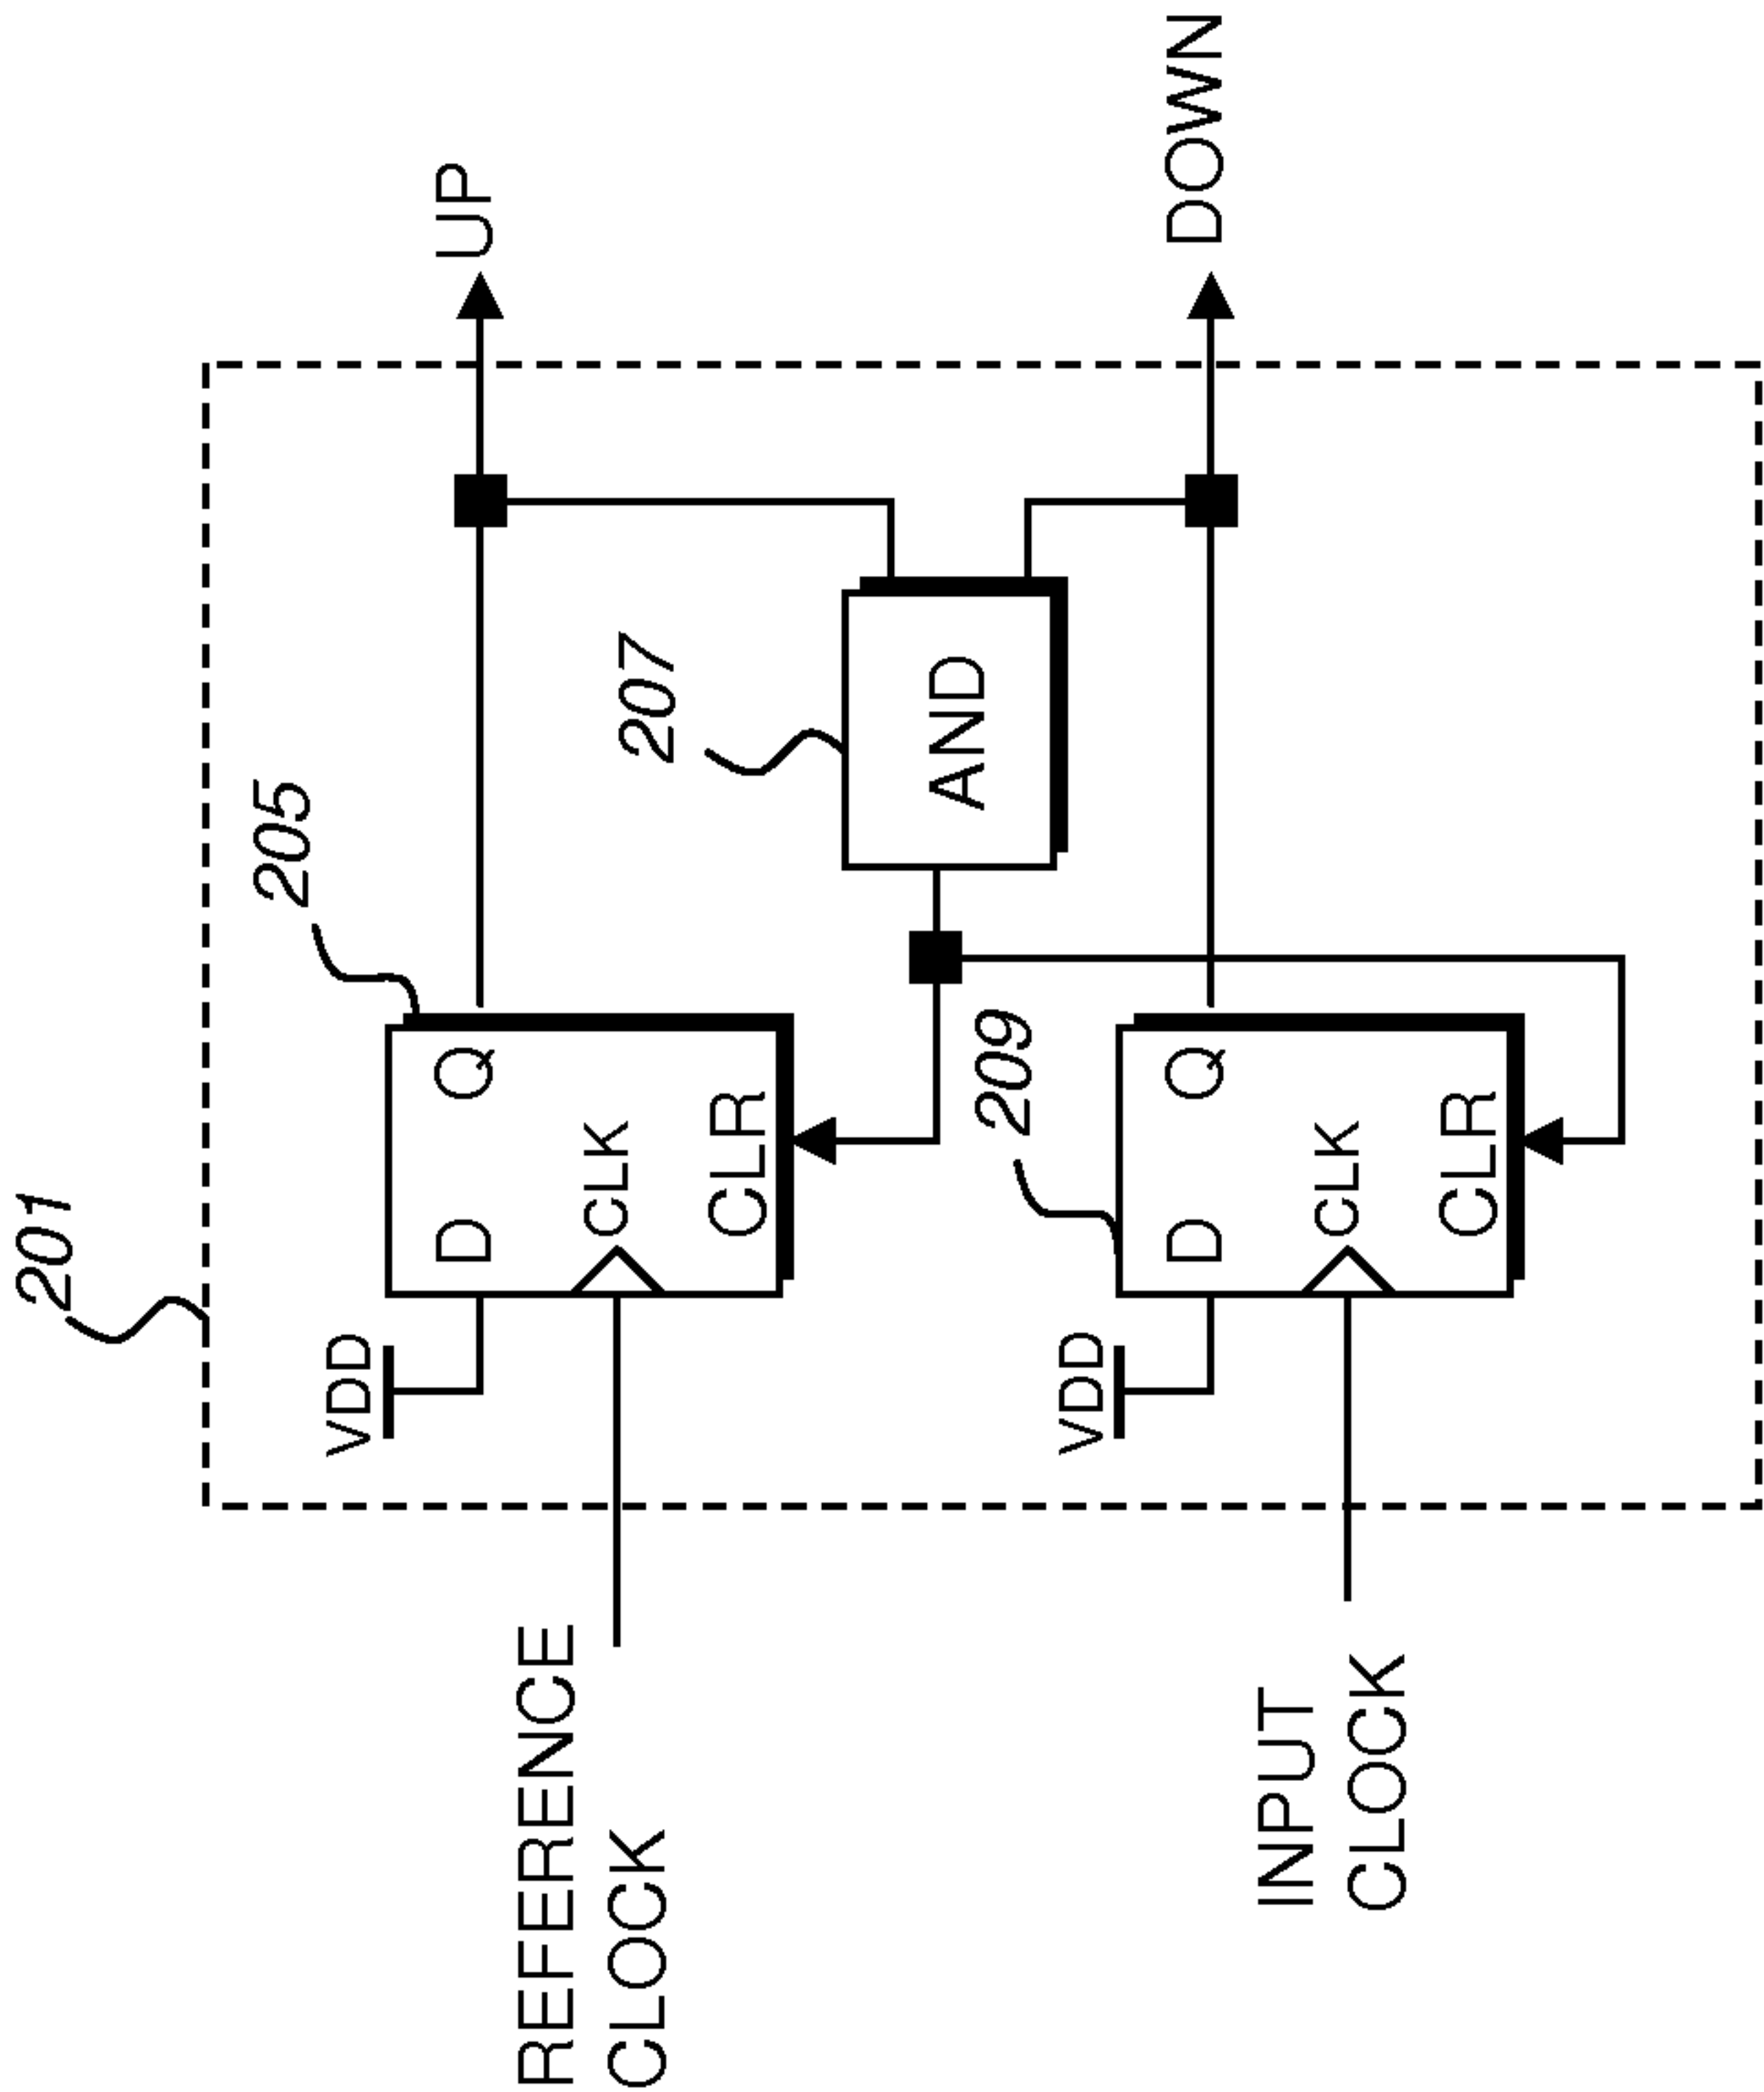 201
205
VDD
D
Q
UP
REFERENCE
CLOCK
CLK
CLR
207
AND
209
VDD
D
Q
DOWN
INPUT
CLOCK
CLK
CLR